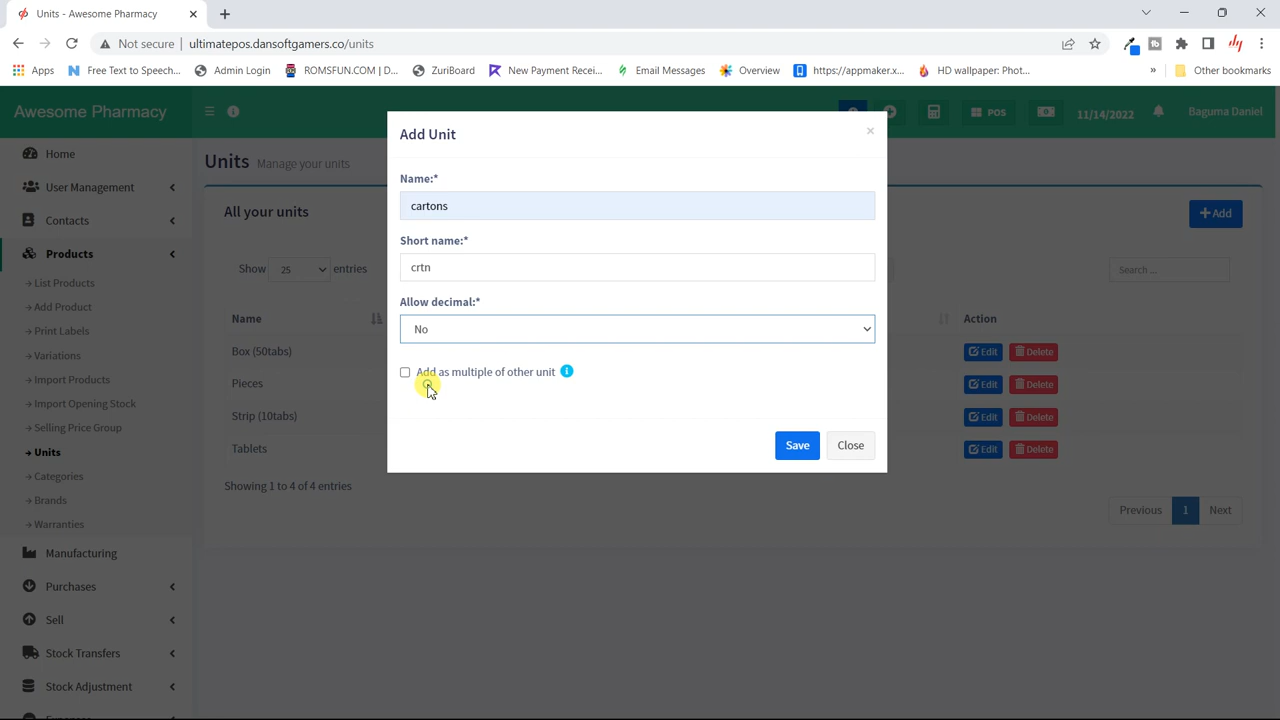 Units - Awesome Pharmacy
Not secure | ultimatepos.dansoftgamers.co/units
Apps
Free Text to Speech...
Admin Login
ROMSFUN.COM | D...
ZuriBoard
New Payment Recei...
Email Messages
Overview
https://appmaker.x...
HD wallpaper: Phot...
»
Other bookmarks
Awesome Pharmacy
POS
11/14/2022
Baguma Daniel
Home
User Management
Contacts
Products
List Products
Add Product
Print Labels
Variations
Import Products
Import Opening Stock
Selling Price Group
Units
Categories
Brands
Warranties
Manufacturing
Purchases
Sell
Stock Transfers
Stock Adjustment
Units Manage your units
All your units
+ Add
Show 25 entries
Search ...
Name
Action
Box (50tabs)
Edit Delete
Pieces
Edit Delete
Strip (10tabs)
Edit Delete
Tablets
Edit Delete
Showing 1 to 4 of 4 entries
Previous 1 Next
Add Unit
×
Name:*
cartons
Short name:*
crtn
Allow decimal:*
No
Add as multiple of other unit
Save Close